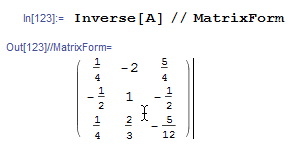 In[123]:= Inverse[A] // MatrixForm
Out[123]//MatrixForm=
1/4 -2 5/4
-1/2 1 -1/2
1/4 2/3 -5/12